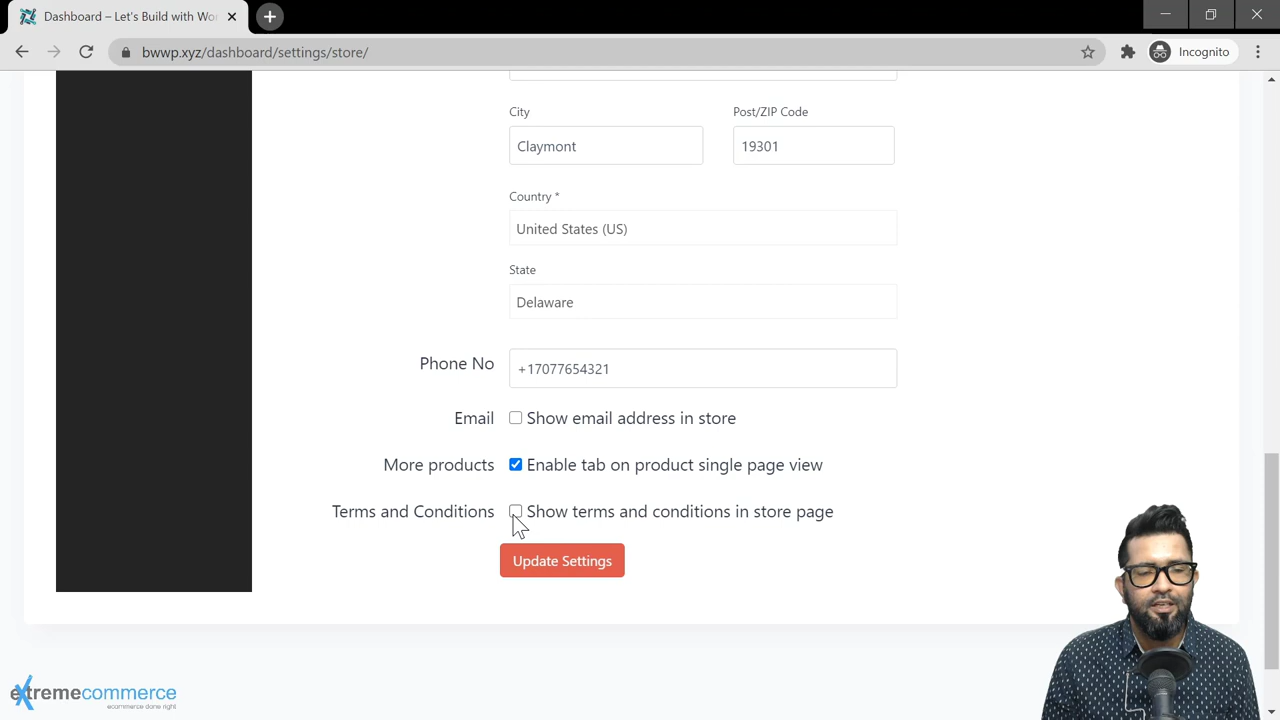 Dashboard – Let's Build with Wor
bwwp.xyz/dashboard/settings/store/
Incognito
City
Post/ZIP Code
Claymont
19301
Country *
United States (US)
State
Delaware
Phone No
+17077654321
Email
Show email address in store
More products
Enable tab on product single page view
Terms and Conditions
Show terms and conditions in store page
Update Settings
extremecommerce
ecommerce done right